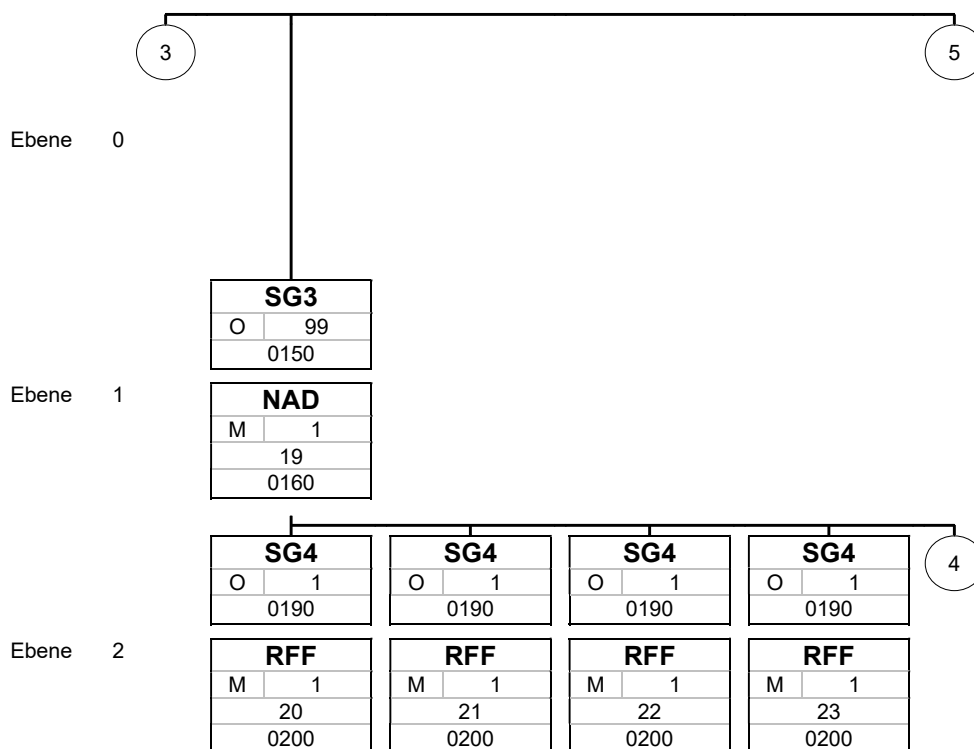 3 5
Ebene 0
SG3
O 99
0150
Ebene 1
NAD
M 1
19
0160
SG4 SG4 SG4 SG4 4
O 1 O 1 O 1 O 1
0190 0190 0190 0190
Ebene 2
RFF RFF RFF RFF
M 1 M 1 M 1 M 1
20 21 22 23
0200 0200 0200 0200